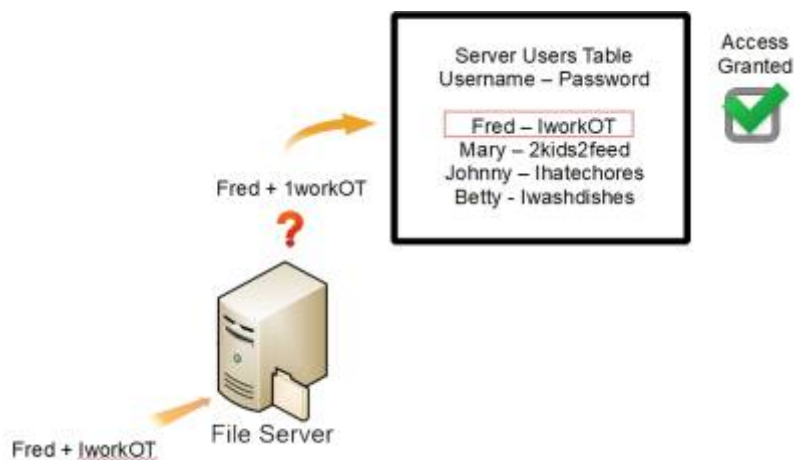 Server Users Table
Username – Password
Fred – IworkOT
Mary – 2kids2feed
Johnny – Ihatechores
Betty - Iwashdishes
Access
Granted
Fred + 1workOT
?
File Server
Fred + IworkOT